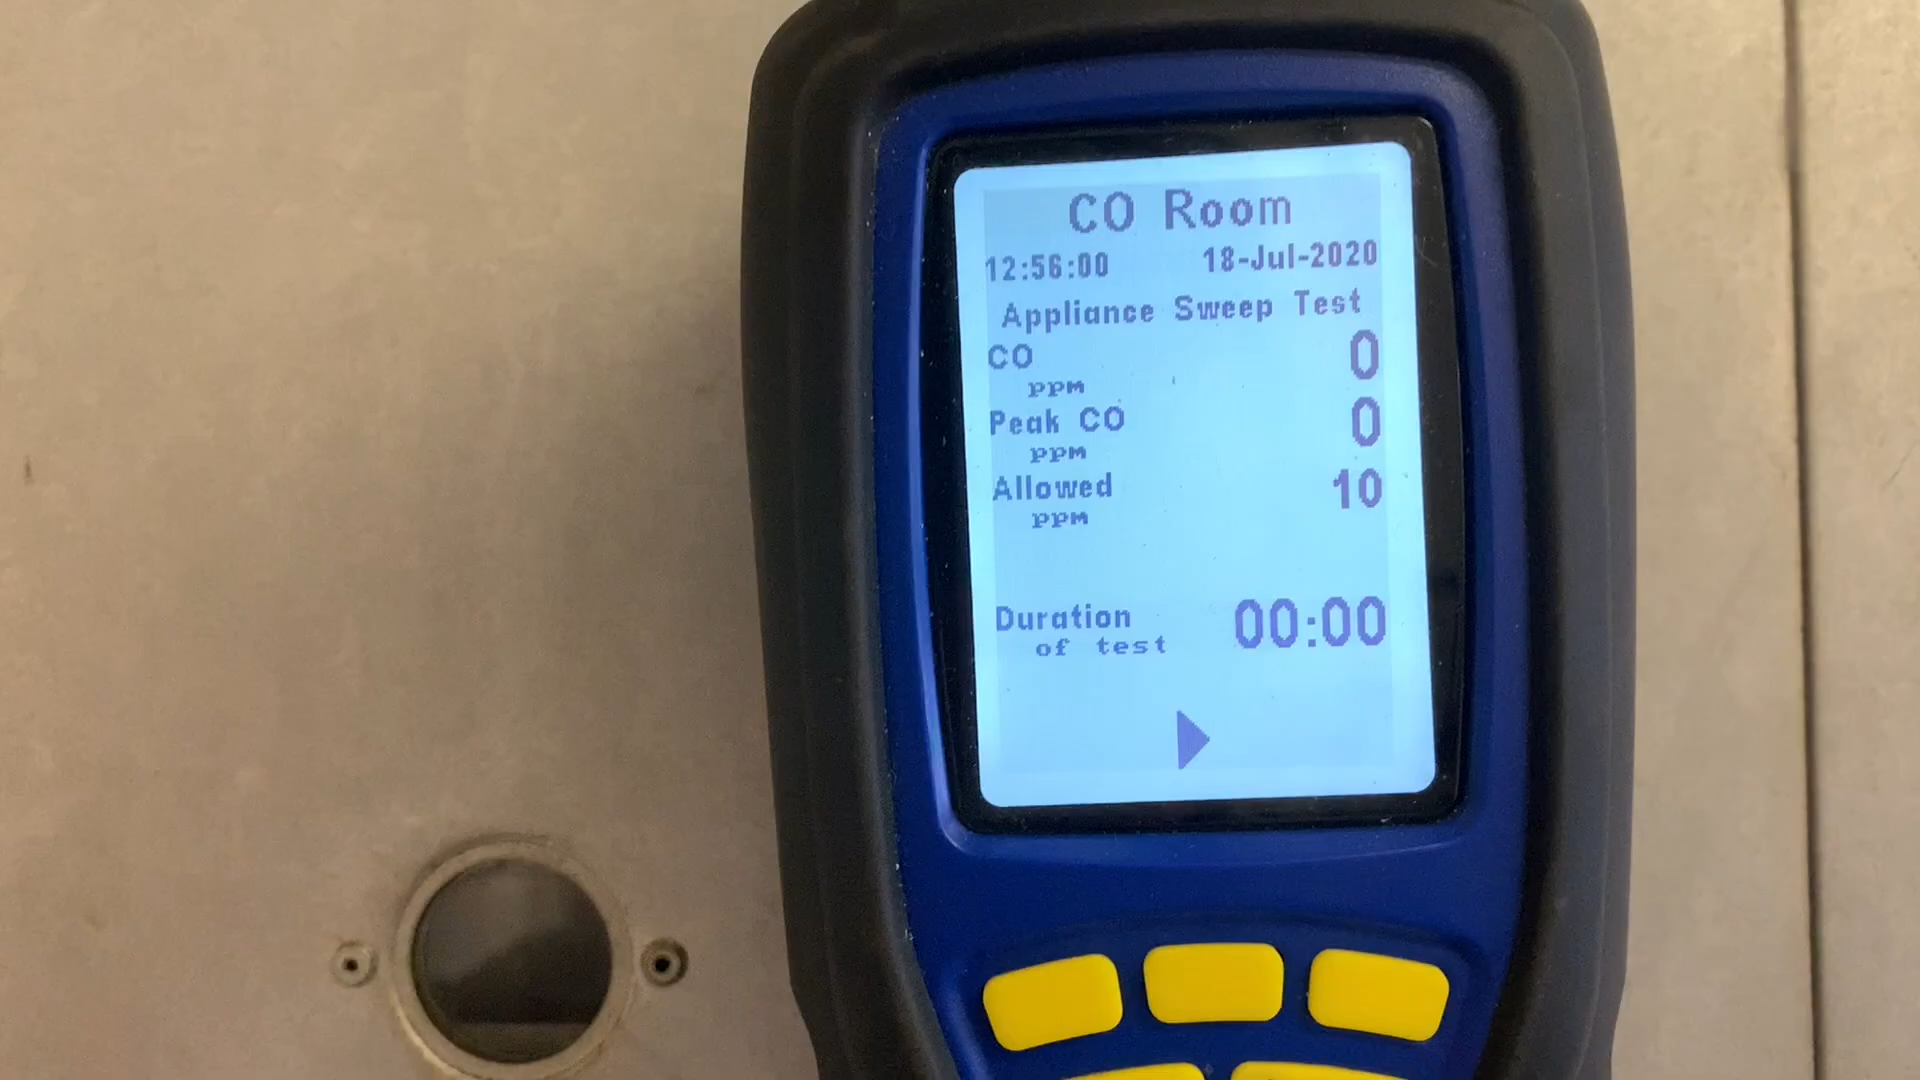 CO Room
12:56:00 18-Jul-2020
Appliance Sweep Test
CO 0
ppm
Peak CO 0
ppm
Allowed 10
ppm
Duration 00:00
of test